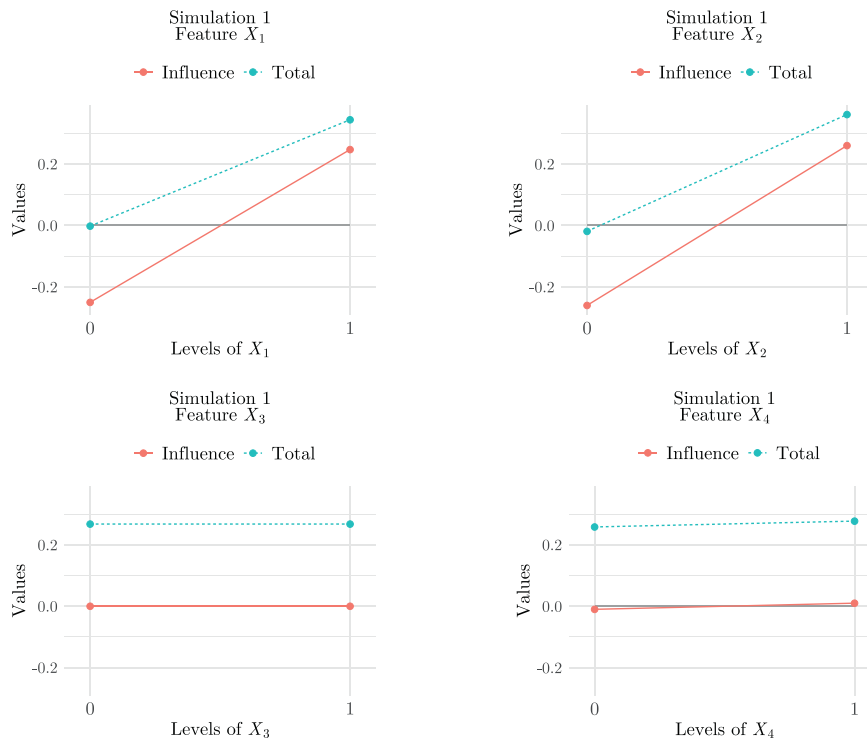 Simulation 1
Feature X₁
Influence Total
Values
0.2
0.0
-0.2
0 1
Levels of X₁
Simulation 1
Feature X₂
Influence Total
Values
0.2
0.0
-0.2
0 1
Levels of X₂
Simulation 1
Feature X₃
Influence Total
Values
0.2
0.0
-0.2
0 1
Levels of X₃
Simulation 1
Feature X₄
Influence Total
Values
0.2
0.0
-0.2
0 1
Levels of X₄